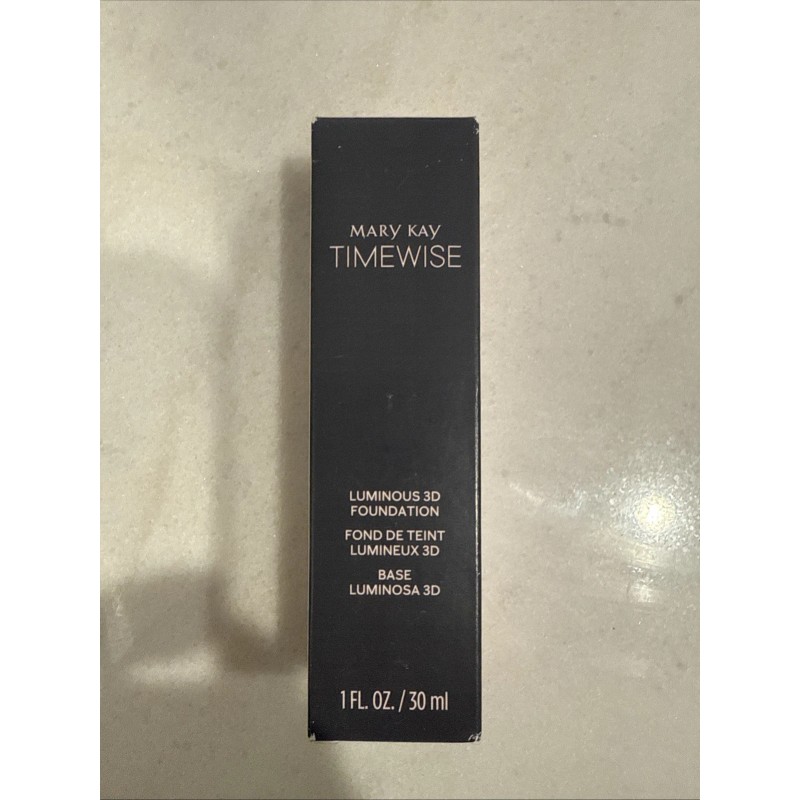 MARY KAY
TIMEWISE
LUMINOUS 3D
FOUNDATION
FOND DE TEINT
LUMINEUX 3D
BASE
LUMINOSA 3D
1 FL. OZ. / 30 ml